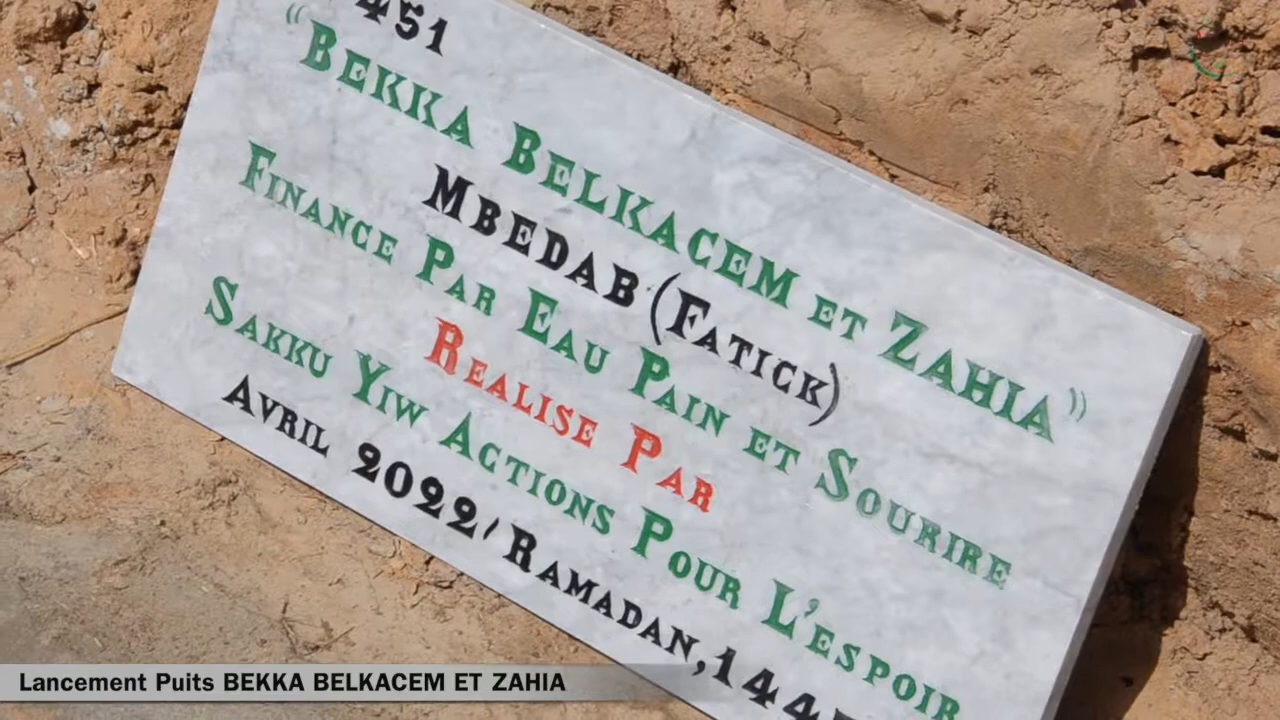 451
"BEKKA BELKACEM ET ZAHIA"
MBEDAB (FATICK)
FINANCE PAR EAU PAIN ET SOURIRE
REALISE PAR
SAKKU YIW ACTIONS POUR L'ESPOIR
AVRIL 2022/RAMADAN,144
Lancement Puits BEKKA BELKACEM ET ZAHIA